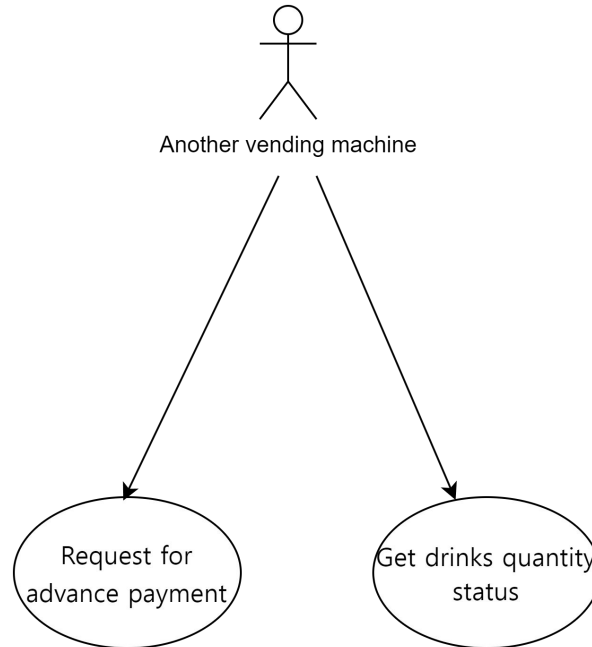 Another vending machine
Request for
advance payment
Get drinks quantity
status